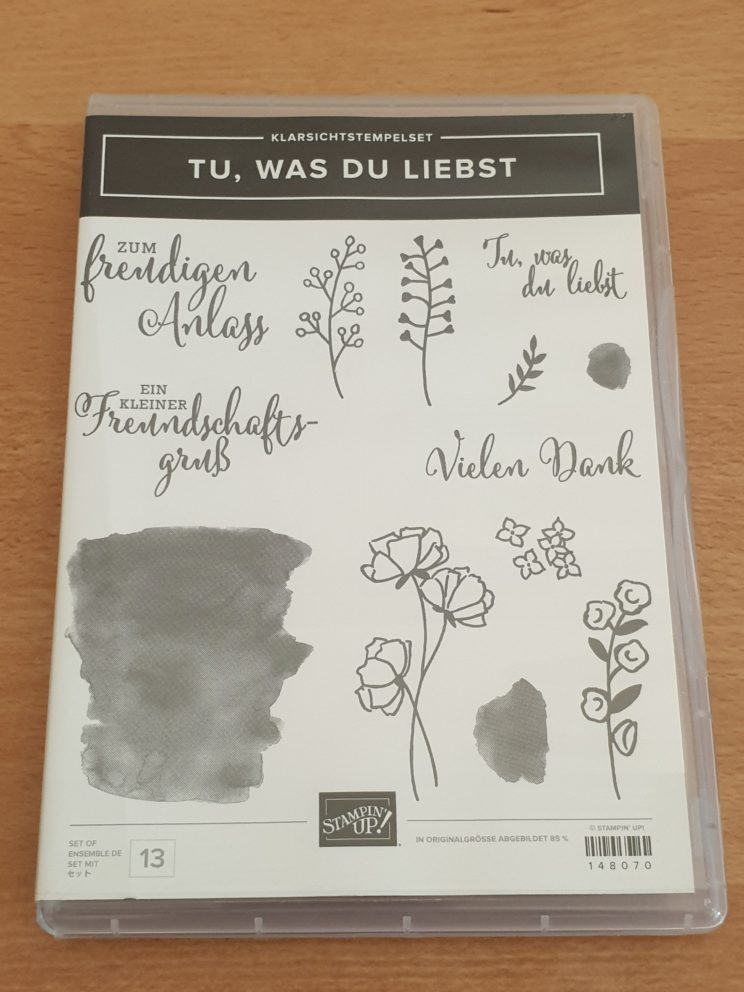 KLARSICHTSTEMPELSET
TU, WAS DU LIEBST
ZUM
freudigen
Anlass
Tu, was
du liebst
EIN
KLEINER
Freundschafts-
gruß
Vielen Dank
STAMPIN'
UP!
SET OF
ENSEMBLE DE
SET MIT
セット
13
IN ORIGINALGRÖSSE ABGEBILDET 85 %
© STAMPIN' UP!
148070